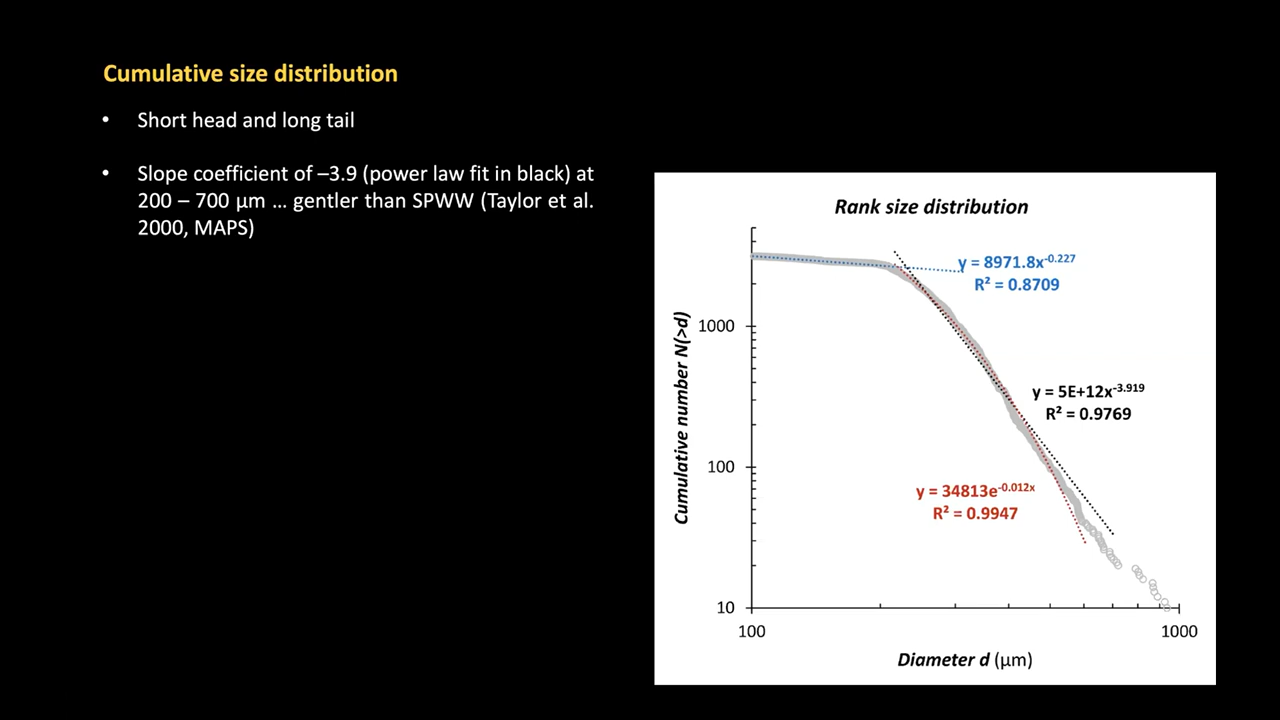 Cumulative size distribution
• Short head and long tail
• Slope coefficient of –3.9 (power law fit in black) at
200 – 700 µm ... gentler than SPWW (Taylor et al.
2000, MAPS)
Rank size distribution
y = 8971.8x^-0.227
R² = 0.8709
y = 5E+12x^-3.919
R² = 0.9769
y = 34813e^-0.012x
R² = 0.9947
Cumulative number N(>d)
1000
100
10
100
1000
Diameter d (µm)